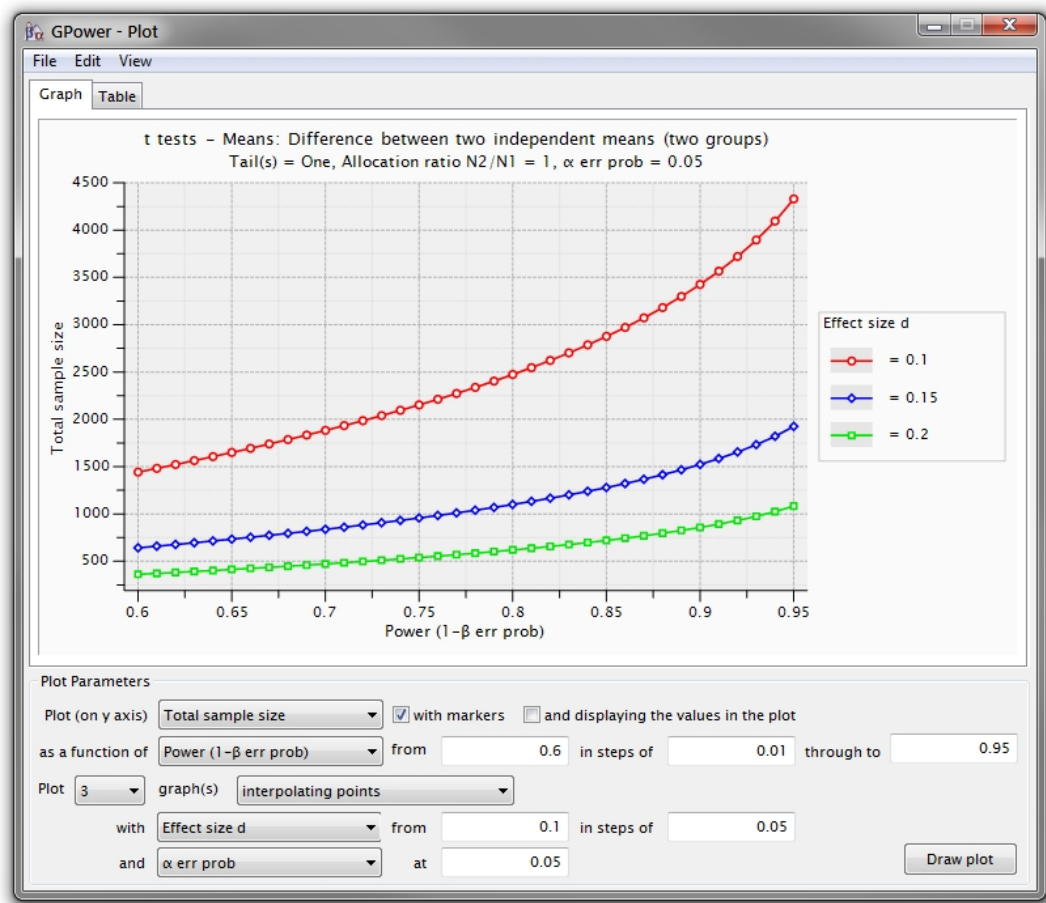 GPower - Plot
File Edit View
Graph Table
t tests – Means: Difference between two independent means (two groups)
Tail(s) = One, Allocation ratio N2/N1 = 1, α err prob = 0.05
Total sample size
4500
4000
3500
3000
2500
2000
1500
1000
500
0.6 0.65 0.7 0.75 0.8 0.85 0.9 0.95
Power (1-β err prob)
Effect size d
= 0.1
= 0.15
= 0.2
Plot Parameters
Plot (on y axis) Total sample size with markers and displaying the values in the plot
as a function of Power (1-β err prob) from 0.6 in steps of 0.01 through to 0.95
Plot 3 graph(s) interpolating points
with Effect size d from 0.1 in steps of 0.05
and α err prob at 0.05 Draw plot